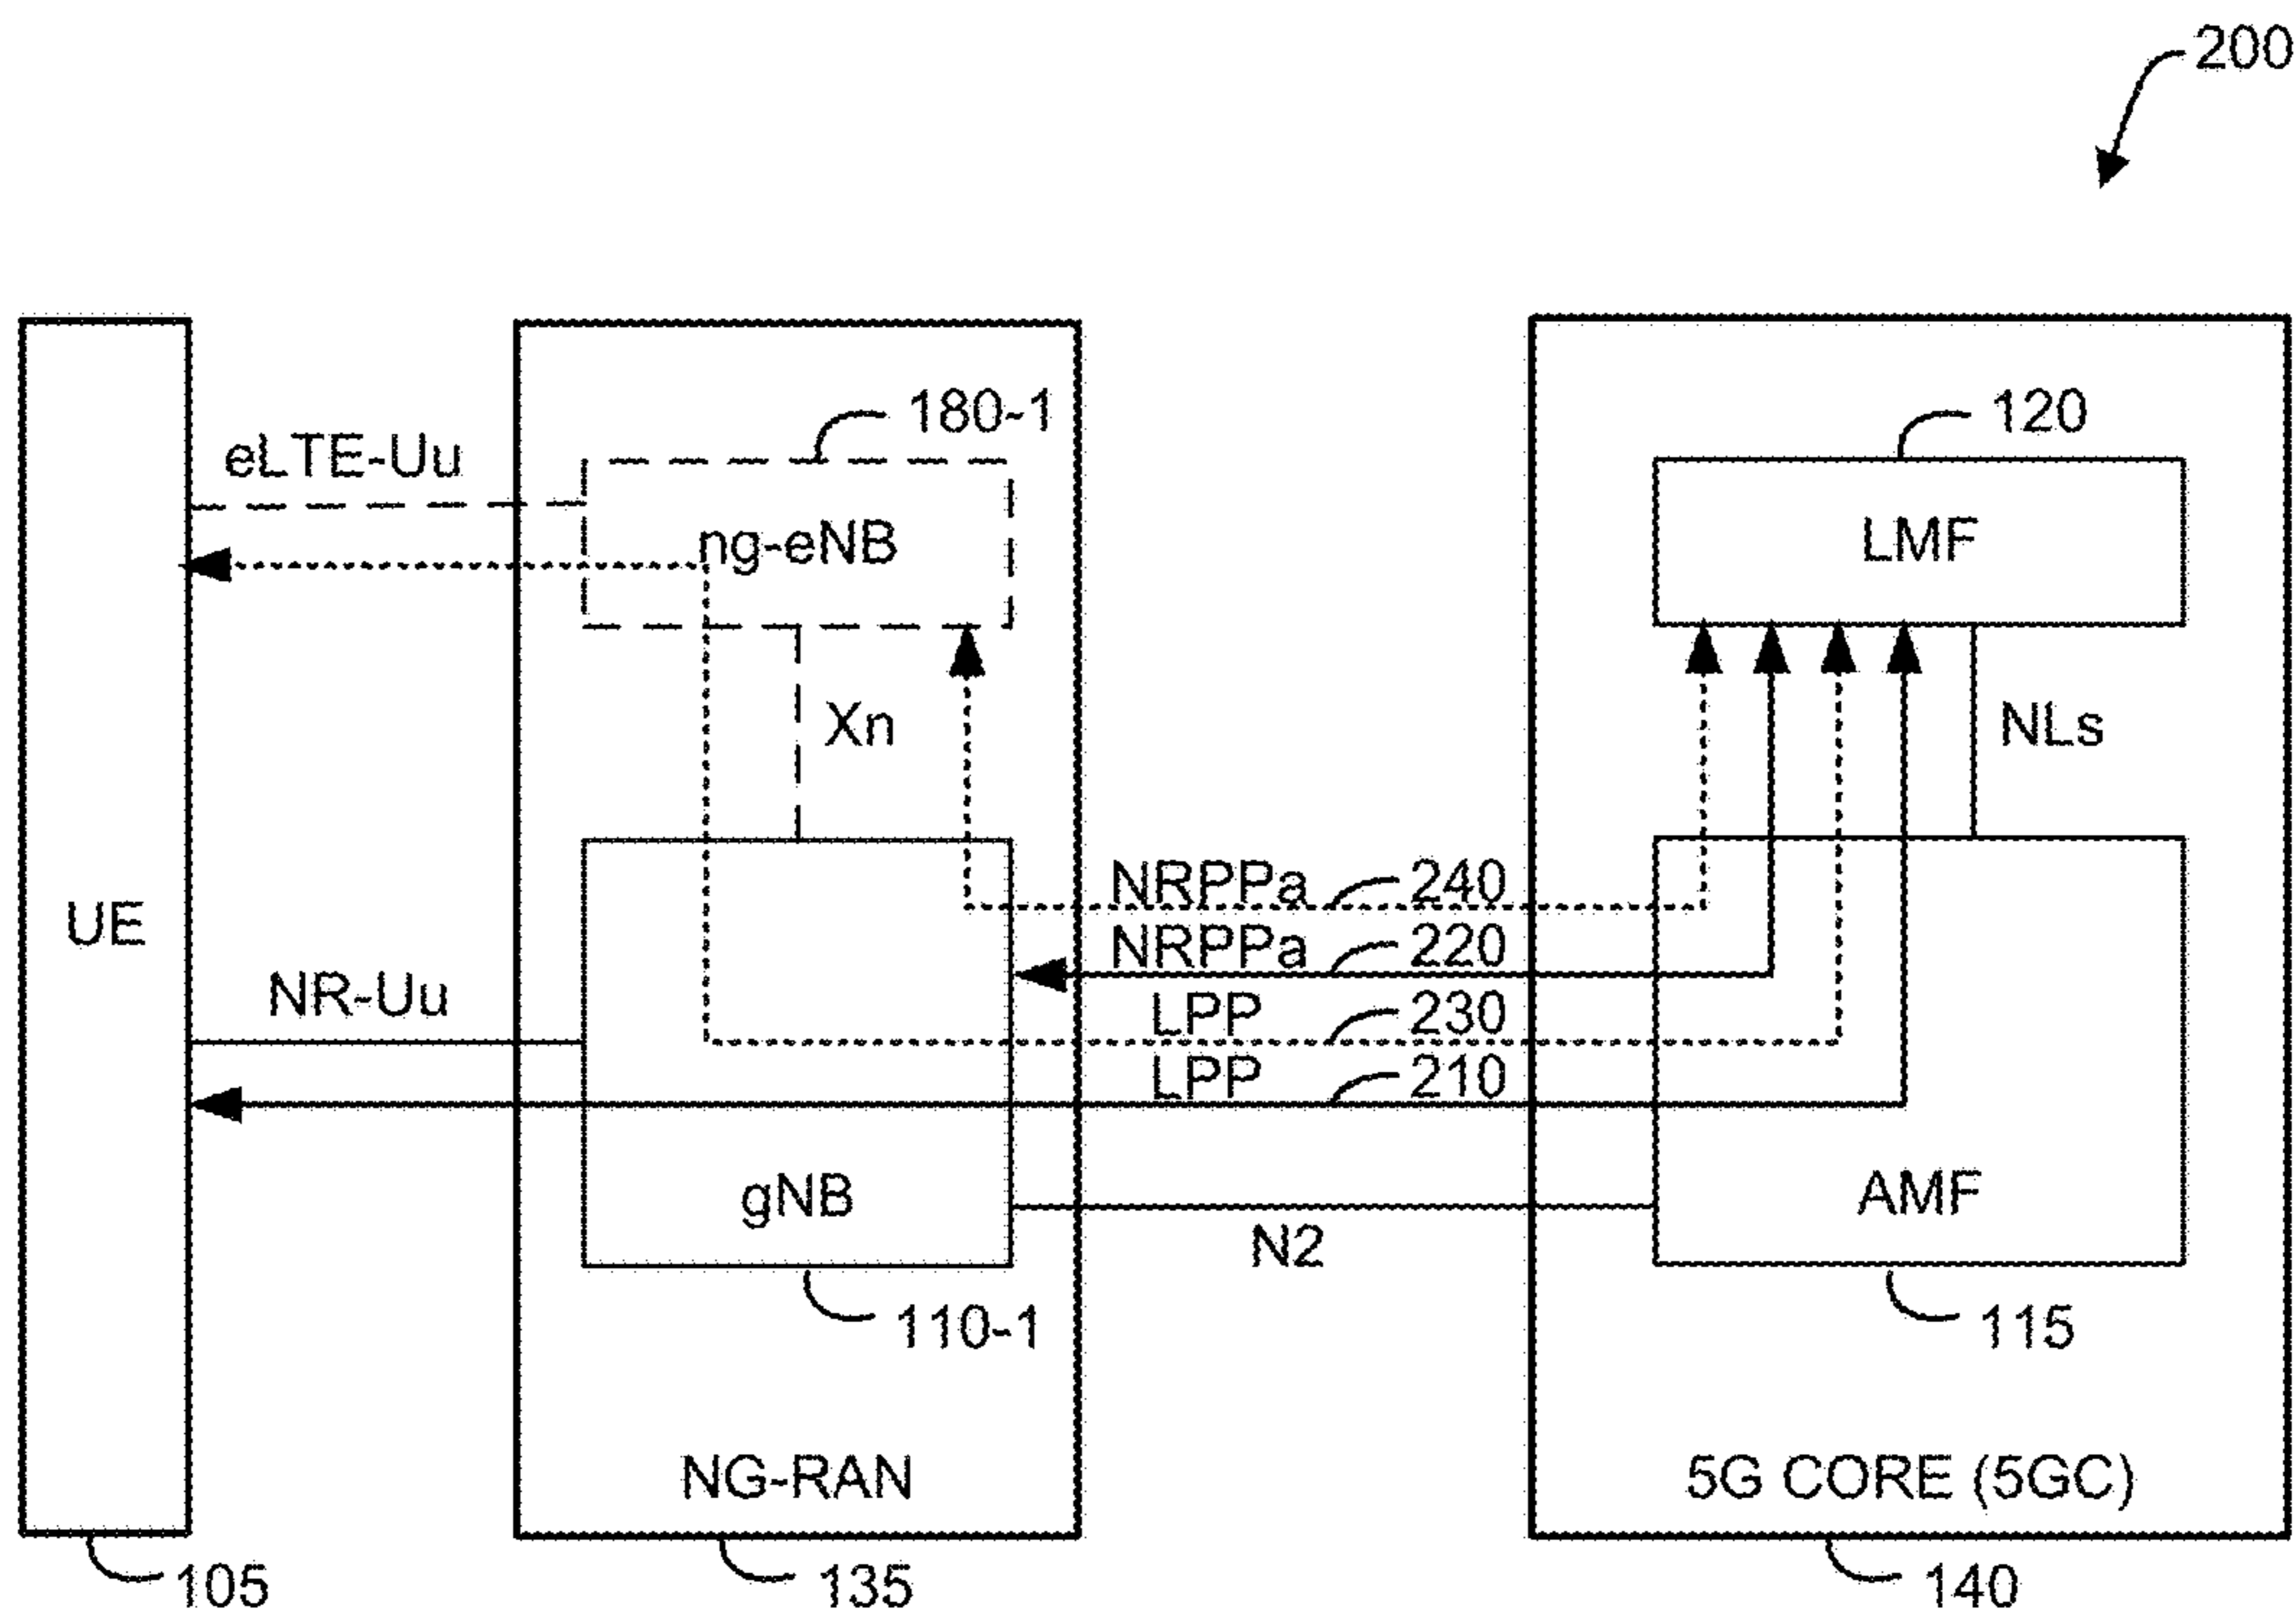 200
180-1
120
eLTE-Uu
ng-eNB
LMF
Xn
NLs
NRPPa
240
UE
NRPPa
220
NR-Uu
LPP
230
LPP
210
gNB
AMF
N2
110-1
115
NG-RAN
5G CORE (5GC)
105
135
140